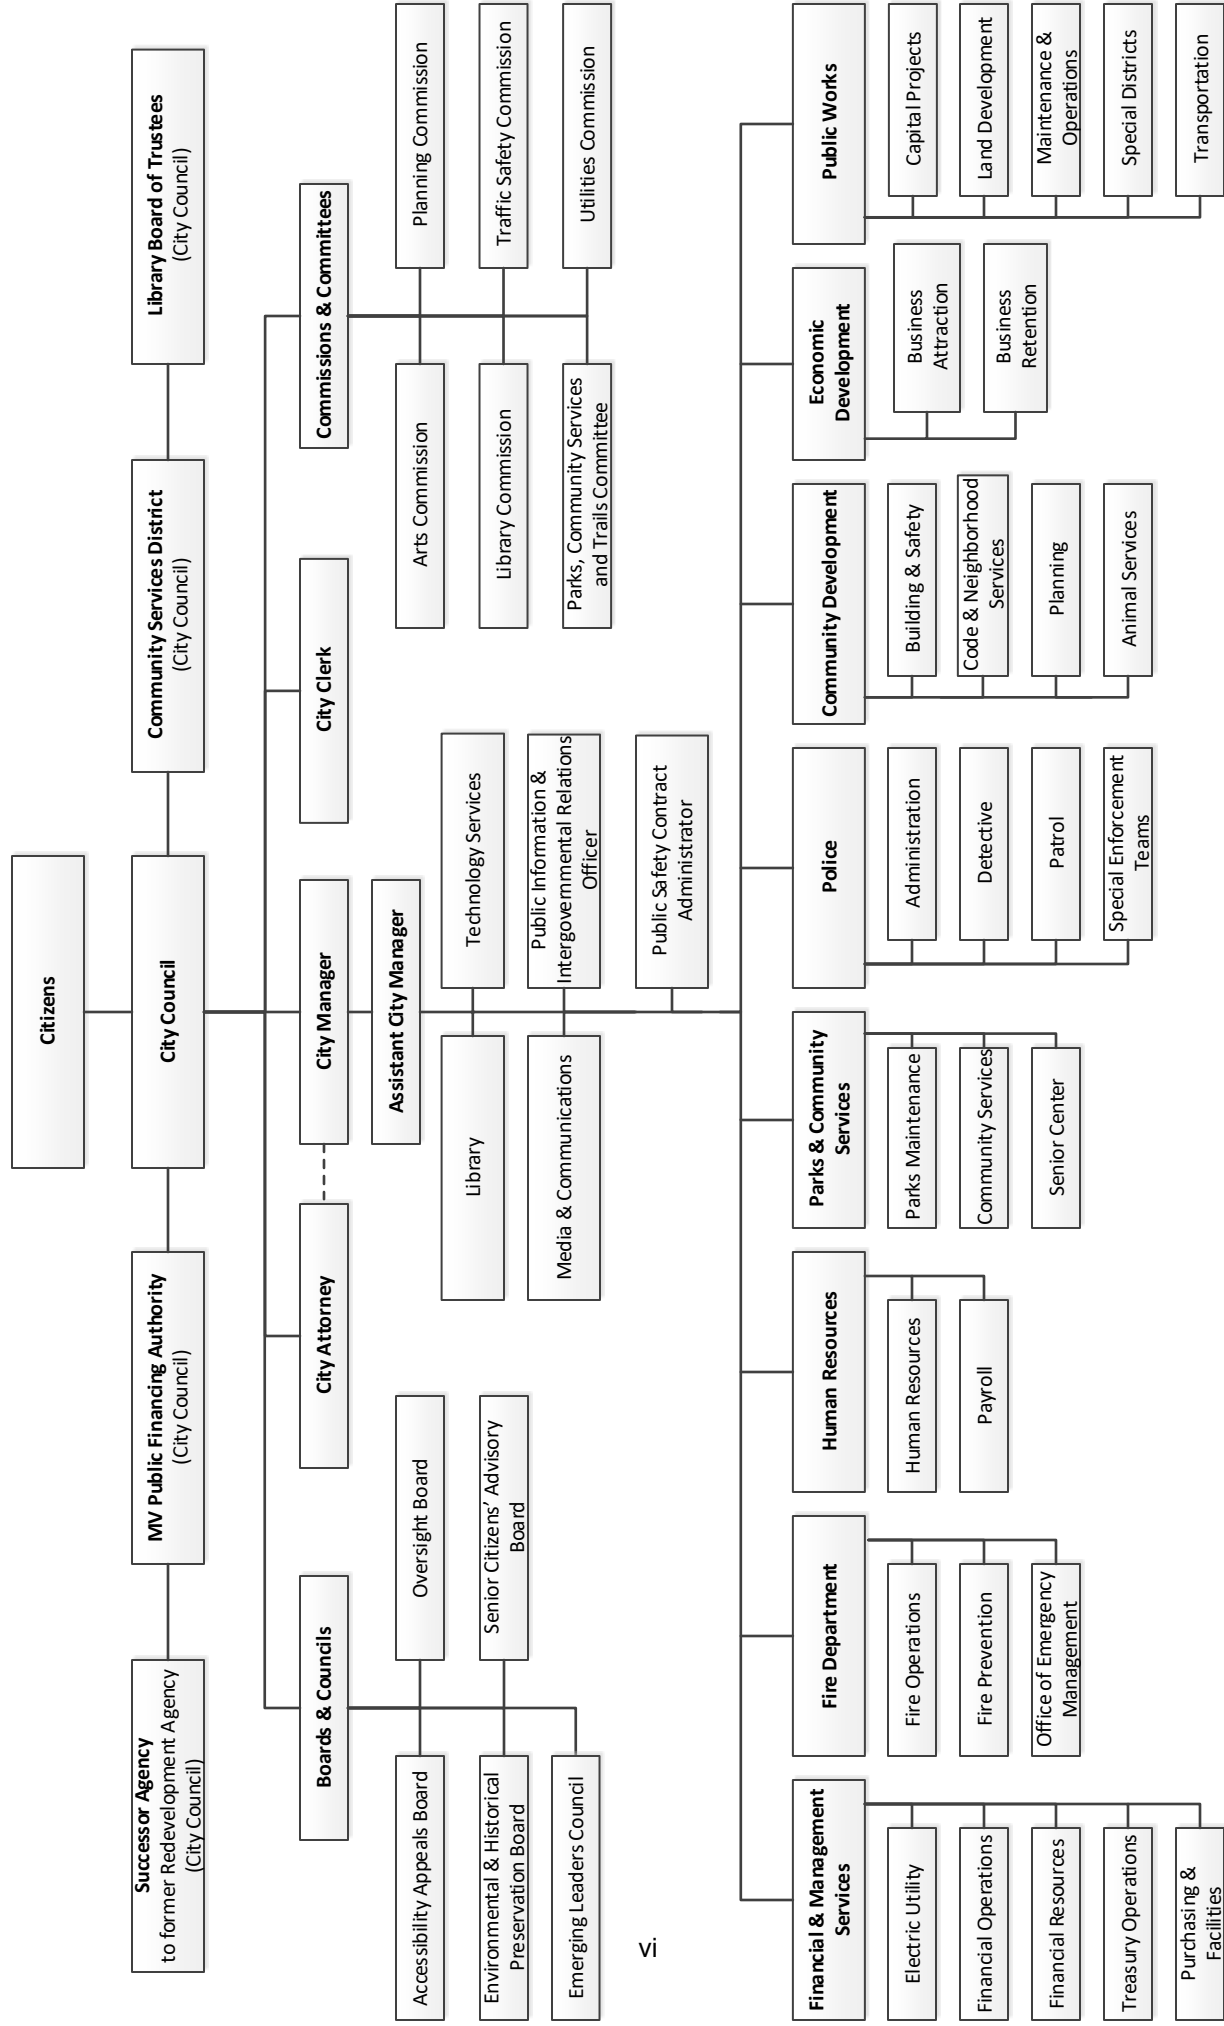 Citizens
Successor Agency
to former Redevelopment Agency
(City Council)
MV Public Financing Authority
(City Council)
City Council
Community Services District
(City Council)
Library Board of Trustees
(City Council)
Boards & Councils
City Attorney
City Manager
City Clerk
Commissions & Committees
Assistant City Manager
Accessibility Appeals Board
Oversight Board
Environmental & Historical
Preservation Board
Senior Citizens’ Advisory
Board
Emerging Leaders Council
Library
Technology Services
Media & Communications
Public Information &
Intergovernmental Relations
Officer
Public Safety Contract
Administrator
Arts Commission
Planning Commission
Library Commission
Traffic Safety Commission
Parks, Community Services
and Trails Committee
Utilities Commission
Financial & Management
Services
Electric Utility
Financial Operations
Financial Resources
Treasury Operations
Purchasing &
Facilities
Fire Department
Fire Operations
Fire Prevention
Office of Emergency
Management
Human Resources
Human Resources
Payroll
Parks & Community
Services
Parks Maintenance
Community Services
Senior Center
Police
Administration
Detective
Patrol
Special Enforcement
Teams
Community Development
Building & Safety
Code & Neighborhood
Services
Planning
Animal Services
Economic
Development
Business
Attraction
Business
Retention
Public Works
Capital Projects
Land Development
Maintenance &
Operations
Special Districts
Transportation
vi